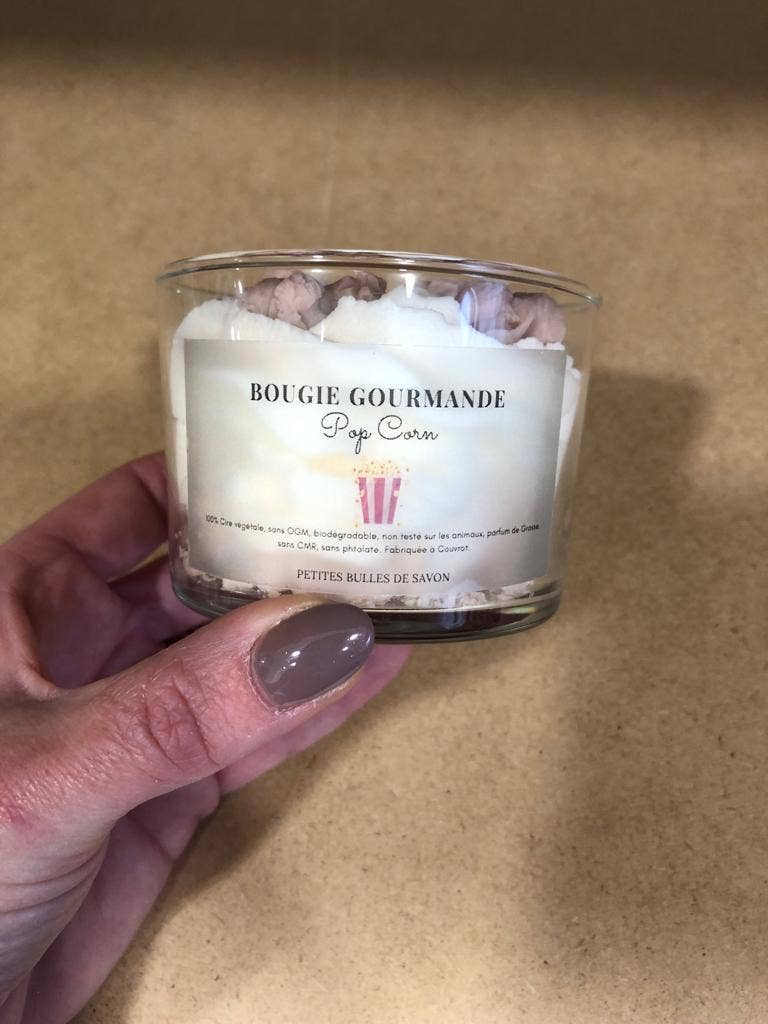 BOUGIE GOURMANDE
Pop Corn
100% Cire végétale, sans OGM, biodégradable, non testé sur les animaux, parfum de Grasse,
sans CMR, sans phtalate. Fabriquée à Couvrot.
PETITES BULLES DE SAVON